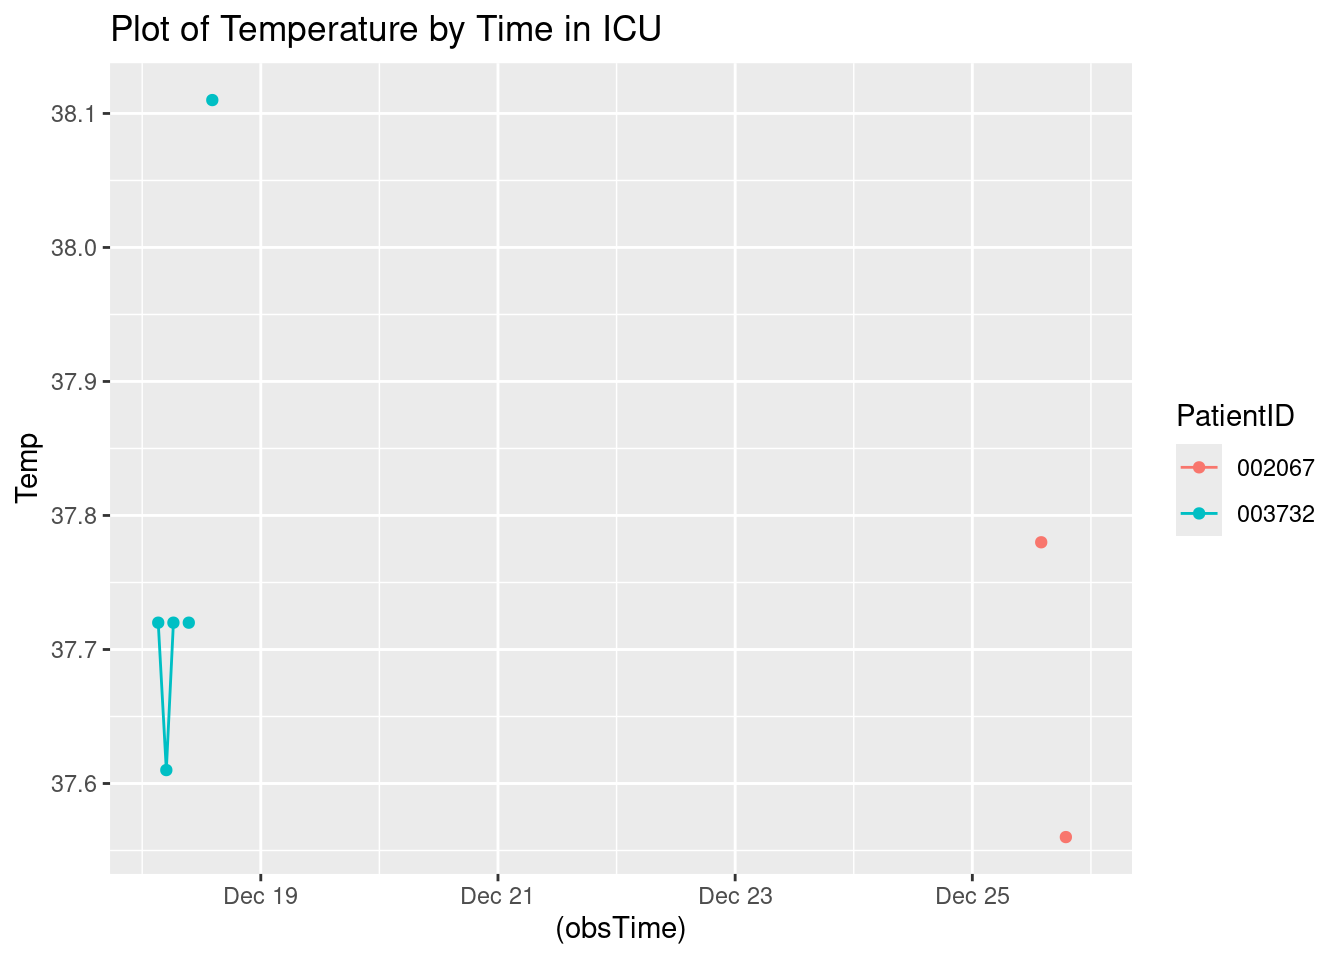 Plot of Temperature by Time in ICU
38.1
38.0
37.9
37.8
37.7
37.6
Temp
Dec 19 Dec 21 Dec 23 Dec 25
(obsTime)
PatientID
002067
003732